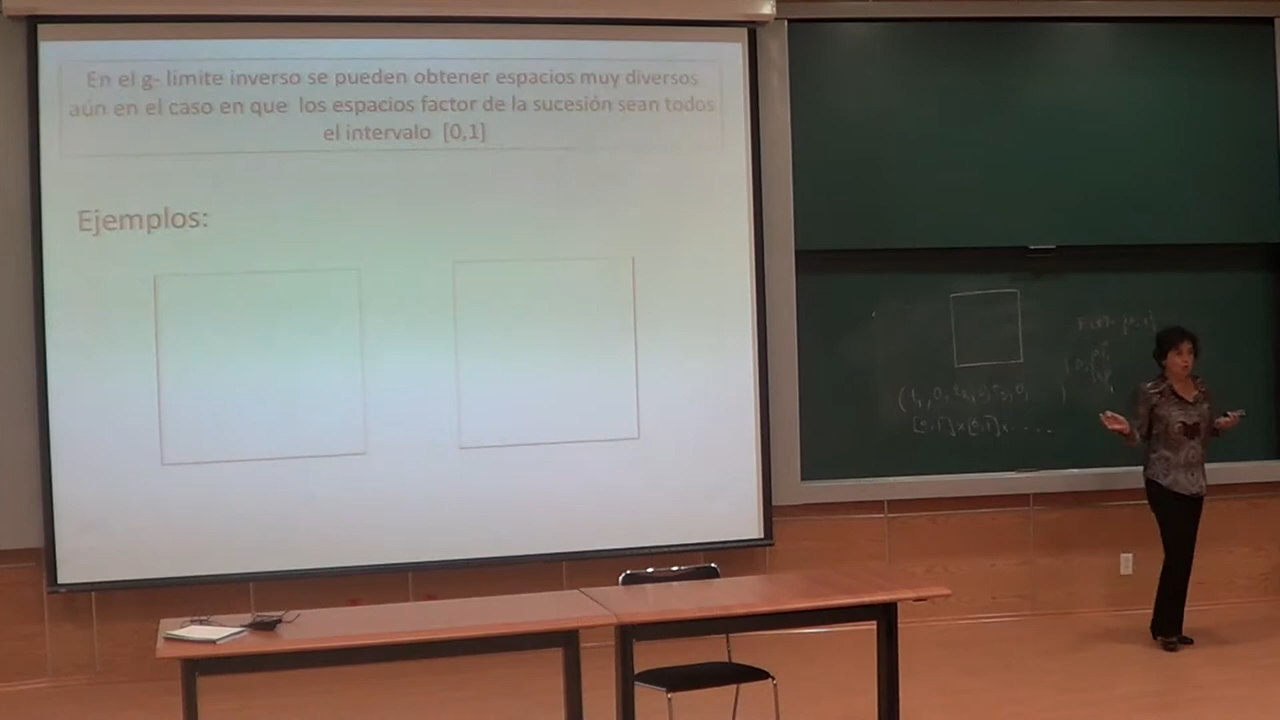 En el g- limite inverso se pueden obtener espacios muy diversos
aún en el caso en que los espacios factor de la sucesión sean todos
el intervalo [0,1]
Ejemplos: